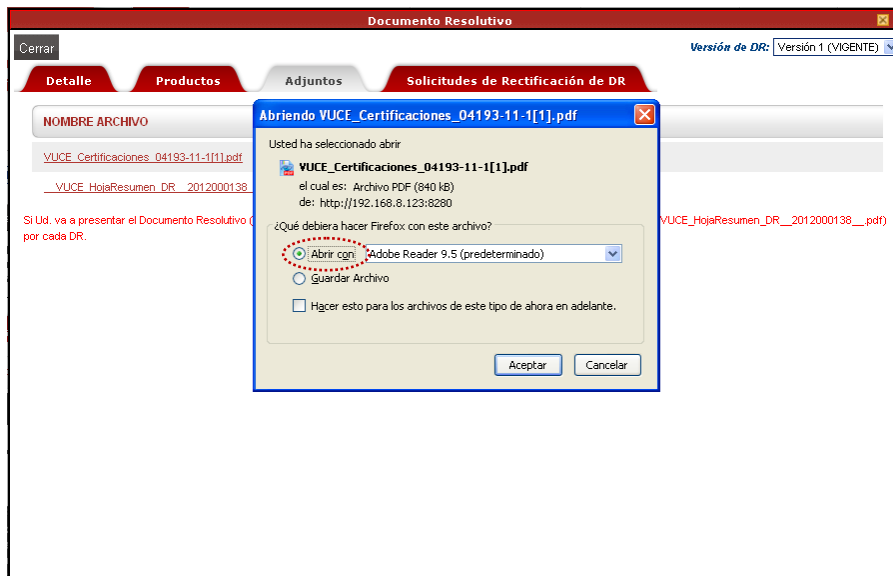 Documento Resolutivo
Cerrar
Versión de DR: Versión 1 (VIGENTE)
Detalle Productos Adjuntos Solicitudes de Rectificación de DR
NOMBRE ARCHIVO
VUCE_Certificaciones_04193-11-1[1].pdf
__VUCE_HojaResumen_DR__2012000138
Si Ud. va a presentar el Documento Resolutivo ( VUCE_HojaResumen_DR__2012000138__.pdf)
por cada DR.
Abriendo VUCE_Certificaciones_04193-11-1[1].pdf
Usted ha seleccionado abrir
VUCE_Certificaciones_04193-11-1[1].pdf
el cual es: Archivo PDF (840 kB)
de: http://192.168.8.123:8280
¿Qué debiera hacer Firefox con este archivo?
Abrir con Adobe Reader 9.5 (predeterminado)
Guardar Archivo
Hacer esto para los archivos de este tipo de ahora en adelante.
Aceptar Cancelar